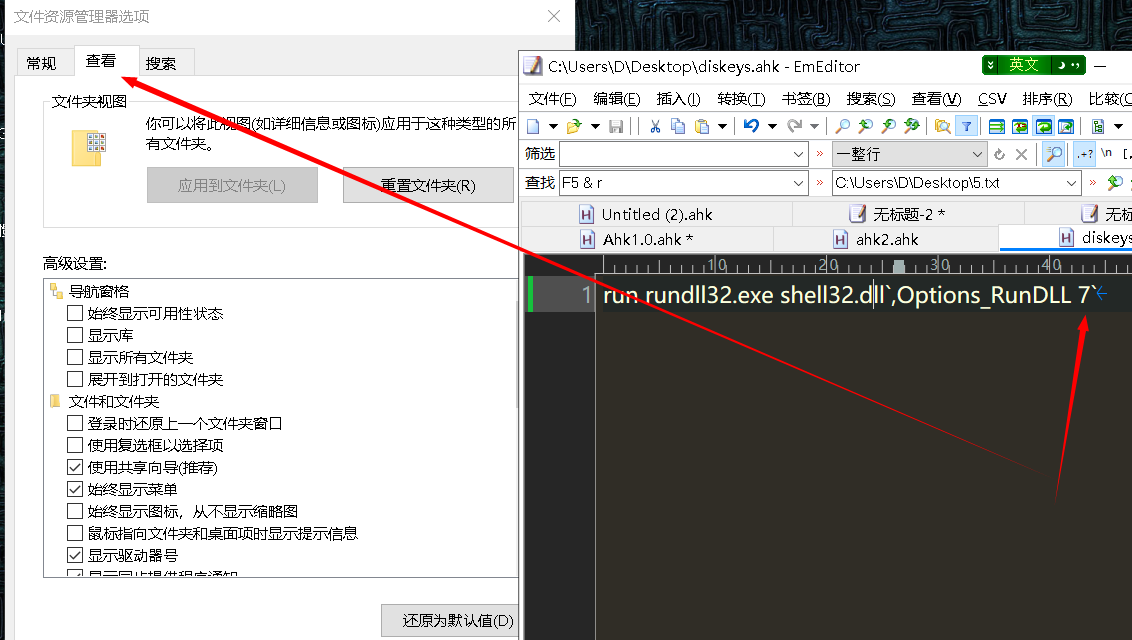 文件资源管理器选项
常规
查看
搜索
文件夹视图
你可以将此视图(如详细信息或图标)应用于这种类型的所
有文件夹。
应用到文件夹(L)
重置文件夹(R)
高级设置:
导航窗格
始终显示可用性状态
显示库
显示所有文件夹
展开到打开的文件夹
文件和文件夹
登录时还原上一个文件夹窗口
使用复选框以选择项
使用共享向导(推荐)
始终显示菜单
始终显示图标，从不显示缩略图
鼠标指向文件夹和桌面项时显示提示信息
显示驱动器号
显示同步提供程序通知
还原为默认值(D)
C:\Users\D\Desktop\diskeys.ahk - EmEditor
英文
文件(F) 编辑(E) 插入(I) 转换(T) 书签(B) 搜索(S) 查看(V) CSV 排序(R) 比较(C
筛选
一整行
查找 F5 & r
C:\Users\D\Desktop\5.txt
Untitled (2).ahk
无标题-2 *
无标
Ahk1.0.ahk *
ahk2.ahk
diskeys
10 20 30 40
1 run rundll32.exe shell32.dll`,Options_RunDLL 7`